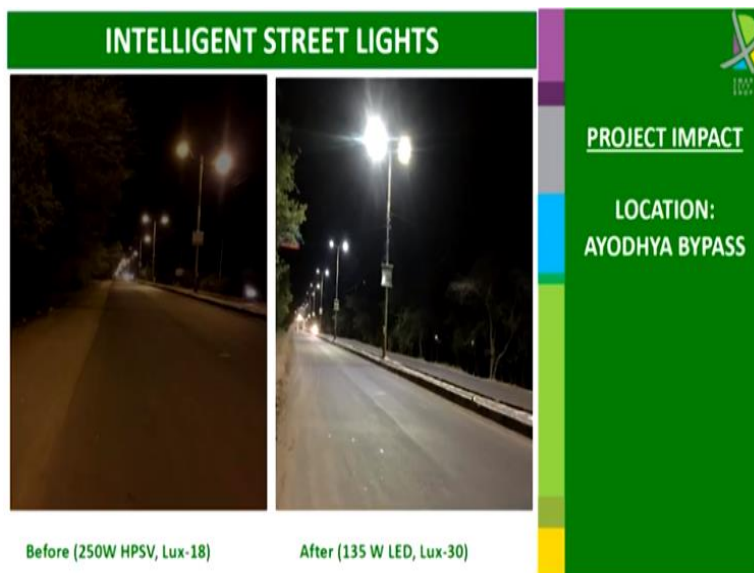 INTELLIGENT STREET LIGHTS
PROJECT IMPACT
LOCATION:
AYODHYA BYPASS
Before (250W HPSV, Lux-18)
After (135 W LED, Lux-30)